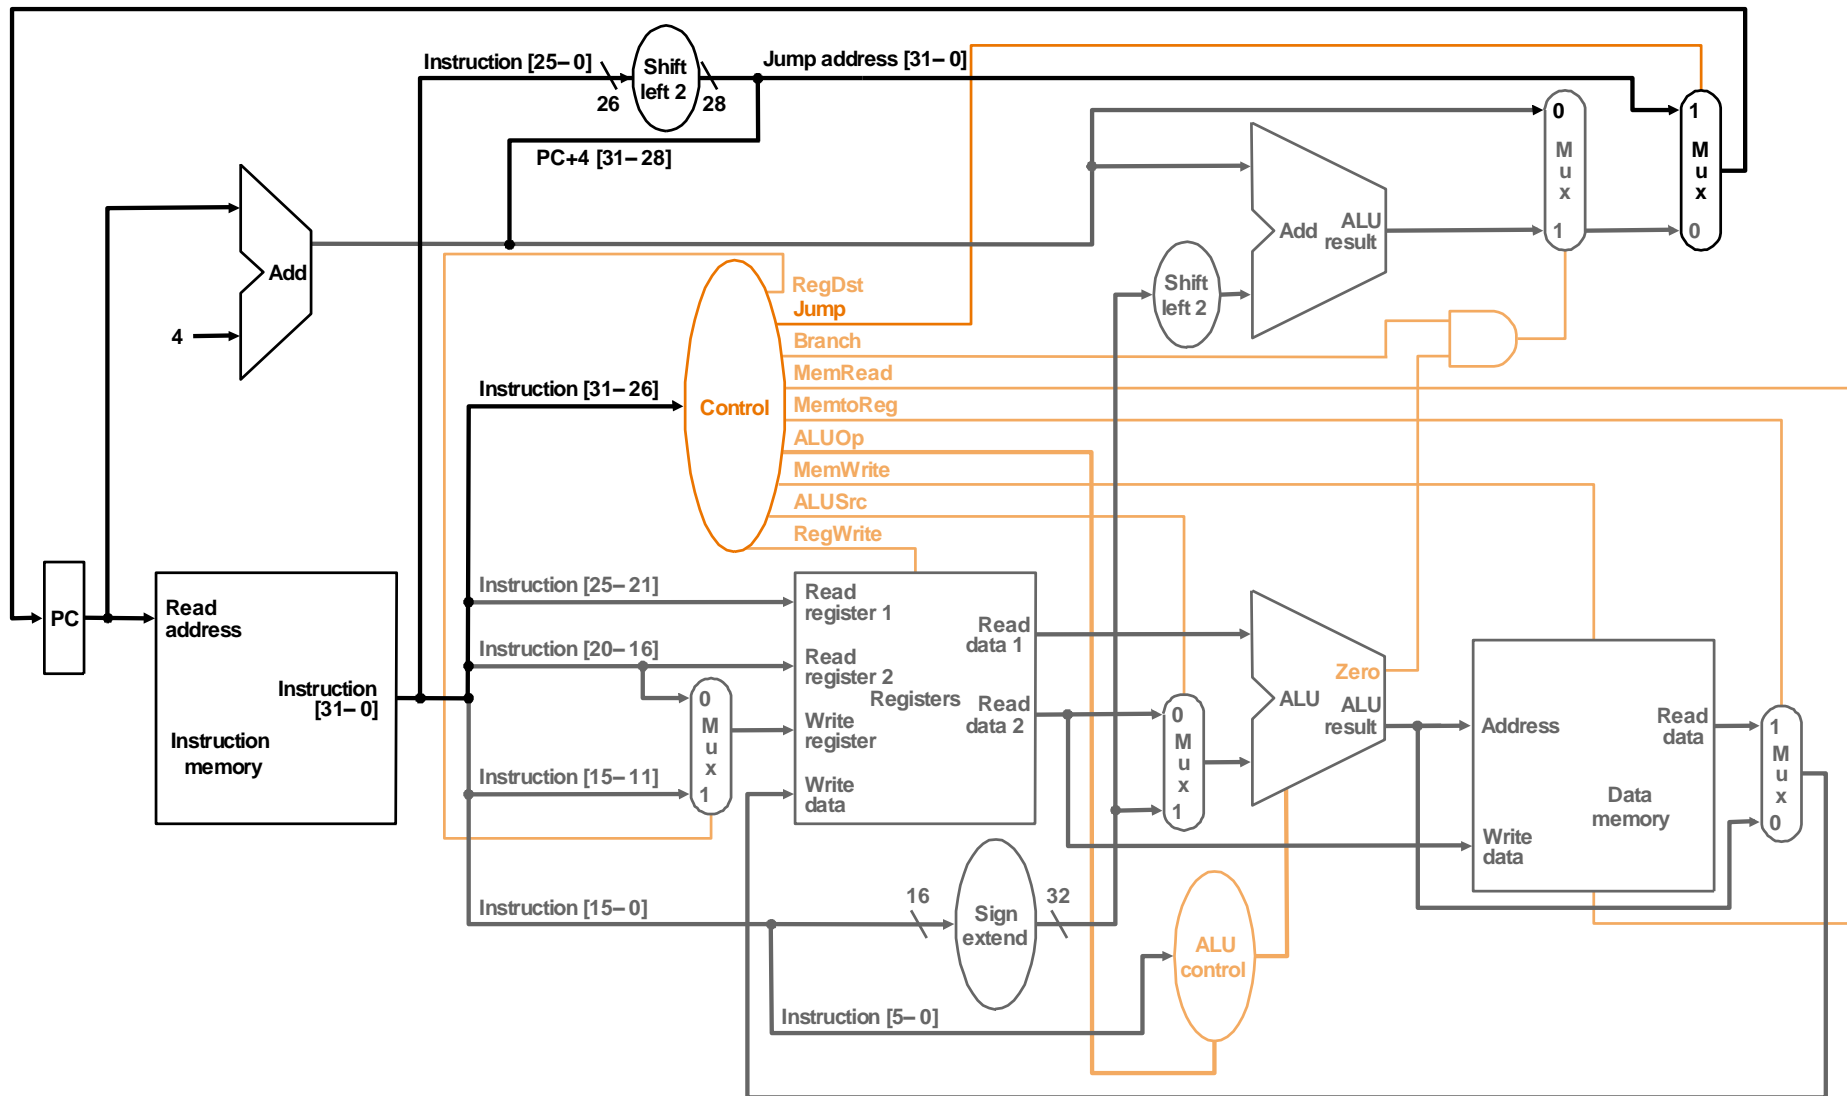 Instruction [25–0]
Shift
left 2
26
28
Jump address [31–0]
PC+4 [31–28]
0
M
u
x
1
1
M
u
x
0
Add
4
Add
ALU
result
Shift
left 2
RegDst
Jump
Branch
MemRead
MemtoReg
ALUOp
MemWrite
ALUSrc
RegWrite
Instruction [31–26]
Control
PC
Read
address
Instruction
[31–0]
Instruction
memory
Instruction [25–21]
Instruction [20–16]
Instruction [15–11]
Instruction [15–0]
Instruction [5–0]
0
M
u
x
1
Read
register 1
Read
register 2
Write
register
Write
data
Registers
Read
data 1
Read
data 2
0
M
u
x
1
Zero
ALU
ALU
result
Address
Read
data
Data
memory
Write
data
1
M
u
x
0
16
Sign
extend
32
ALU
control